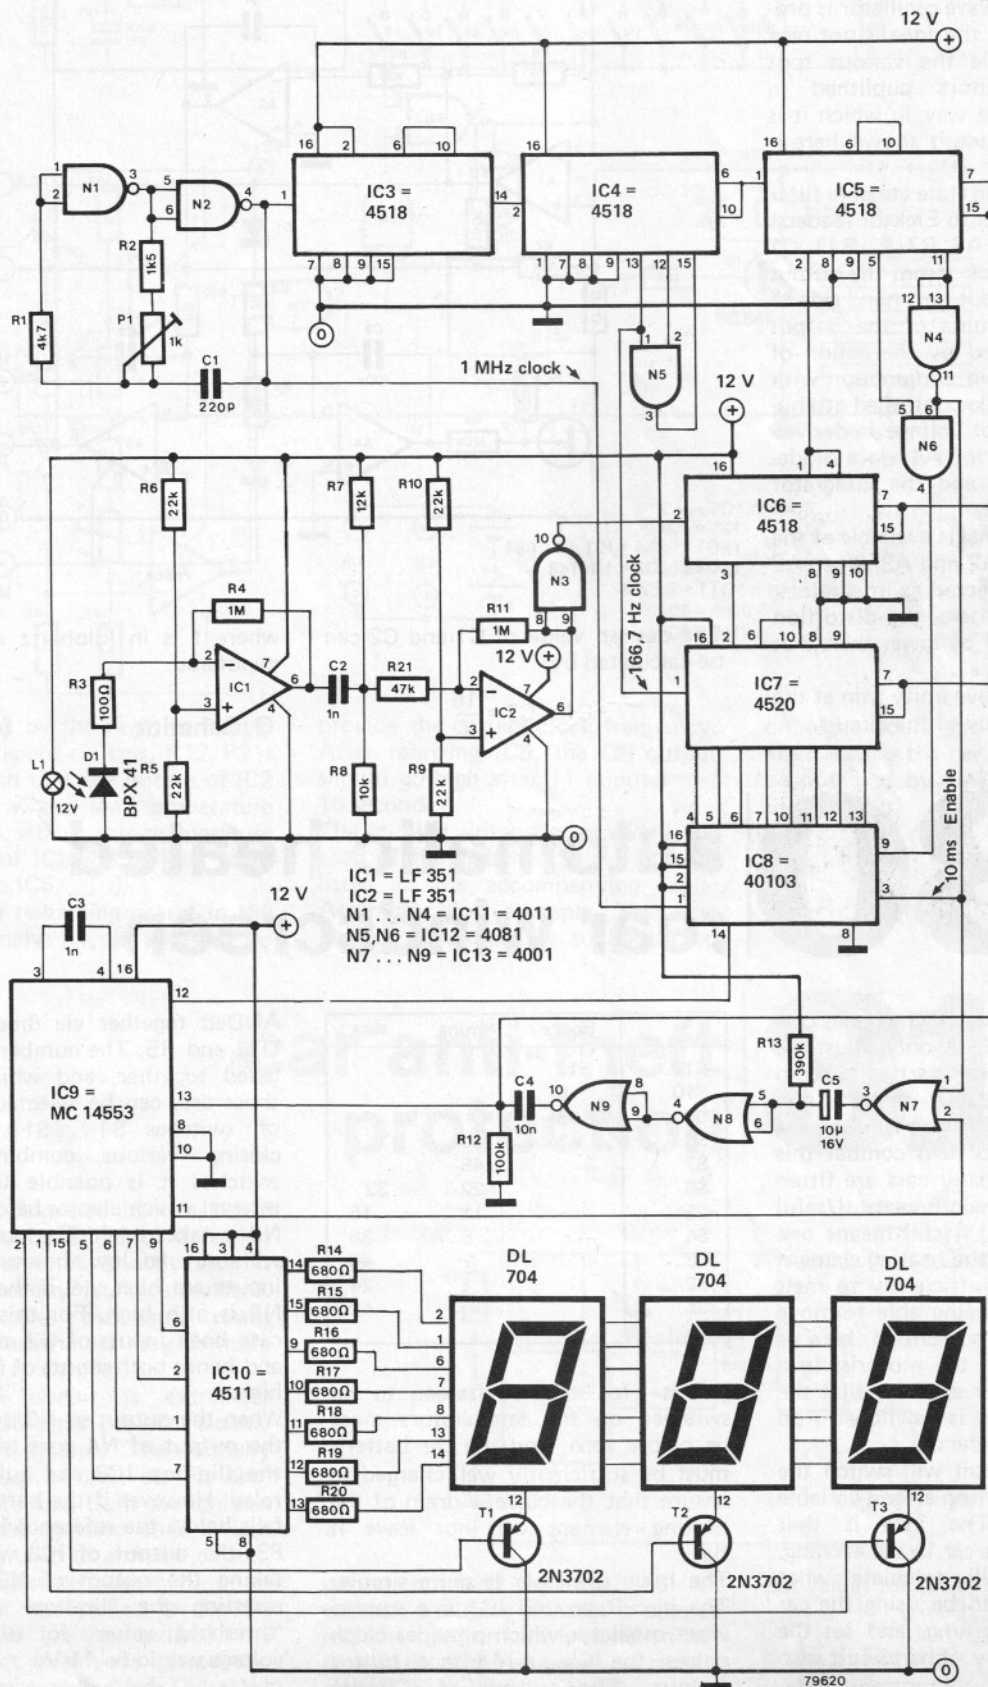 12 V
+
16
2
6
10
16
16
6
10
1
N1
3
5
N2
4
1
IC3 =
4518
14
2
IC4 =
4518
6
10
1
15
IC5 =
4518
7
15
2
6
R2
1k5
7
8
9
15
1
7
8
9
13
12
15
2
8
9
5
11
R1
4k7
P1
1k
0
12
13
N4
11
C1
220p
1 MHz clock
1
2
N5
3
12 V
+
5
6
N6
4
16
1
4
R6
22k
R7
12k
R10
22k
IC6 =
4518
7
15
2
10
N3
8
9
3
8
9
10
R4
1M
R11
1M
166,7 Hz clock
12 V
+
16
2
6
10
8
9
R3
100Ω
2
−
3
+
7
IC1
6
4
C2
1n
R21
47k
2
−
3
+
7
IC2
6
4
1
IC7 =
4520
7
15
L1
12V
D1
BPX 41
R5
22k
R8
10k
22k
0
4
5
6
7
10
11
12
13
16
15
2
1
IC8 =
40103
9
3
10 ms Enable
IC1 = LF 351
IC2 = LF 351
N1 . . . N4 = IC11 = 4011
N5,N6 = IC12 = 4081
N7 ... N9 = IC13 = 4001
14
8
C3
1n
12 V
+
3
4
16
12
R13
390k
IC9 =
MC 14553
13
8
10
C4
10n
10
N9
8
9
4
N8
5
6
C5
10µ
16V
3
N7
1
2
R12
100k
11
2
1
15
5
6
7
9
16
3
4
DL
704
DL
704
DL
704
14
R14
680Ω
15
R15
680Ω
9
R16
680Ω
10
R17
680Ω
11
R18
680Ω
12
R19
680Ω
13
R20
680Ω
6
2
1
7
IC10 =
4511
2
1
6
7
8
13
14
5
8
12
12
12
T1
T2
T3
2N3702
2N3702
2N3702
0
79620